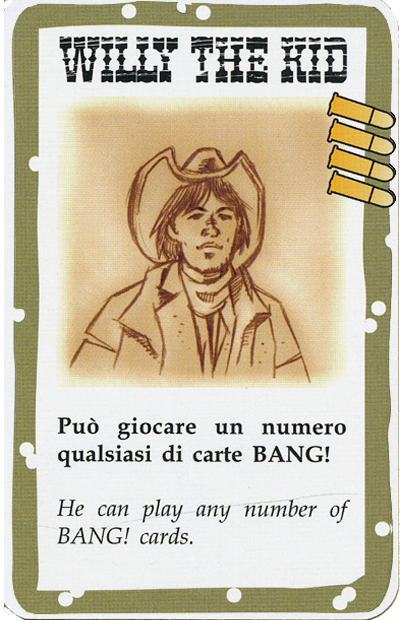 WILLY THE KID
Può giocare un numero
qualsiasi di carte BANG!
He can play any number of
BANG! cards.